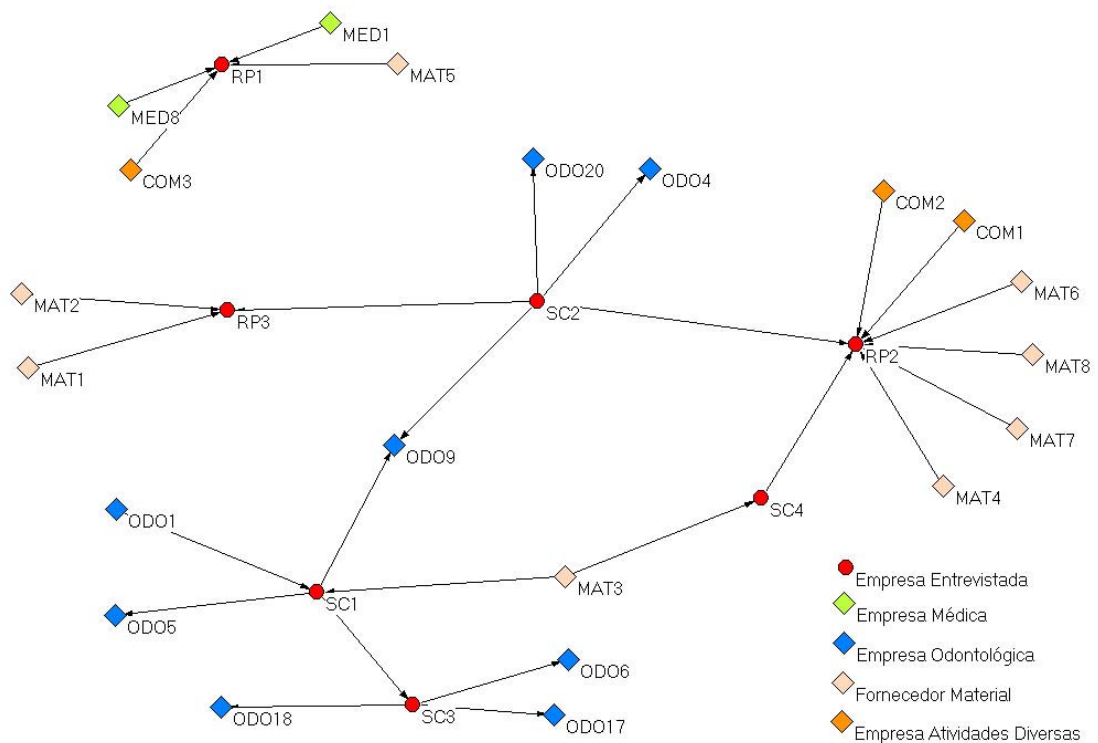 MED1
RP1
MAT5
MED8
COM3
ODO20
ODO4
COM2
COM1
MAT2
RP3
SC2
MAT6
RP2
MAT8
MAT1
MAT7
ODO9
MAT4
SC4
ODO1
MAT3
SC1
ODO5
ODO6
SC3
ODO18
ODO17
Empresa Entrevistada
Empresa Médica
Empresa Odontológica
Fornecedor Material
Empresa Atividades Diversas